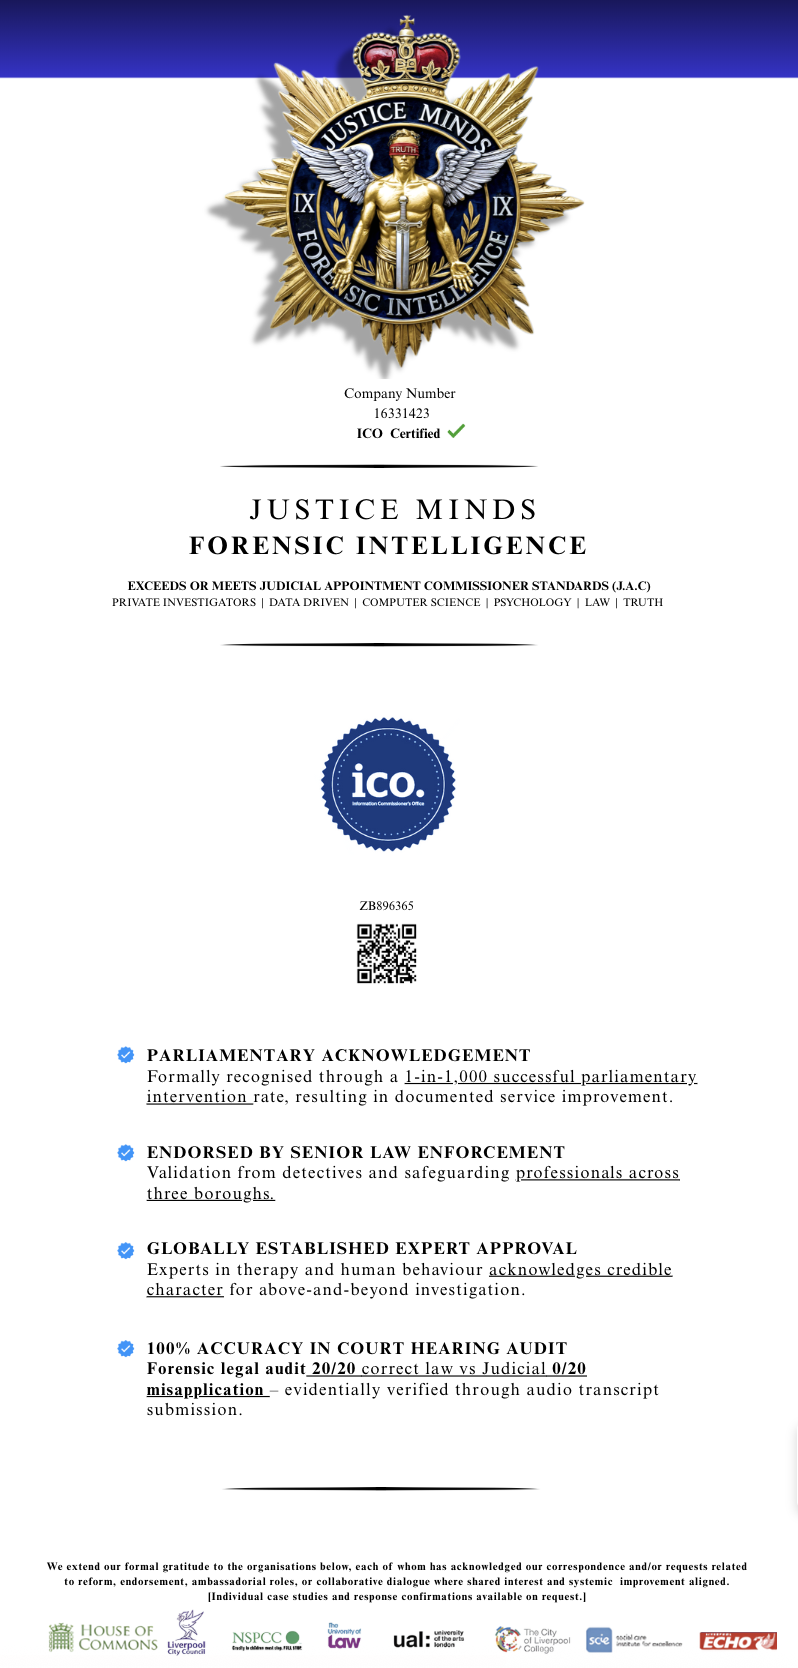 JUSTICE MINDS
TRUTH
IX IX
FORENSIC INTELLIGENCE
Company Number
16331423
ICO Certified
JUSTICE MINDS
FORENSIC INTELLIGENCE
EXCEEDS OR MEETS JUDICIAL APPOINTMENT COMMISSIONER STANDARDS (J.A.C)
PRIVATE INVESTIGATORS | DATA DRIVEN | COMPUTER SCIENCE | PSYCHOLOGY | LAW | TRUTH
ico.
Information Commissioner's Office
ZB896365
PARLIAMENTARY ACKNOWLEDGEMENT
Formally recognised through a 1-in-1,000 successful parliamentary
intervention rate, resulting in documented service improvement.
ENDORSED BY SENIOR LAW ENFORCEMENT
Validation from detectives and safeguarding professionals across
three boroughs.
GLOBALLY ESTABLISHED EXPERT APPROVAL
Experts in therapy and human behaviour acknowledges credible
character for above-and-beyond investigation.
100% ACCURACY IN COURT HEARING AUDIT
Forensic legal audit 20/20 correct law vs Judicial 0/20
misapplication – evidentially verified through audio transcript
submission.
We extend our formal gratitude to the organisations below, each of whom has acknowledged our correspondence and/or requests related
to reform, endorsement, ambassadorial roles, or collaborative dialogue where shared interest and systemic improvement aligned.
[Individual case studies and response confirmations available on request.]
HOUSE OF
COMMONS
Liverpool
City Council
NSPCC
Cruelty to children must stop. FULL STOP.
The
University of
Law
ual:
university
of the arts
london
The City
of Liverpool
College
scie
social care
institute for excellence
LIVERPOOL
ECHO